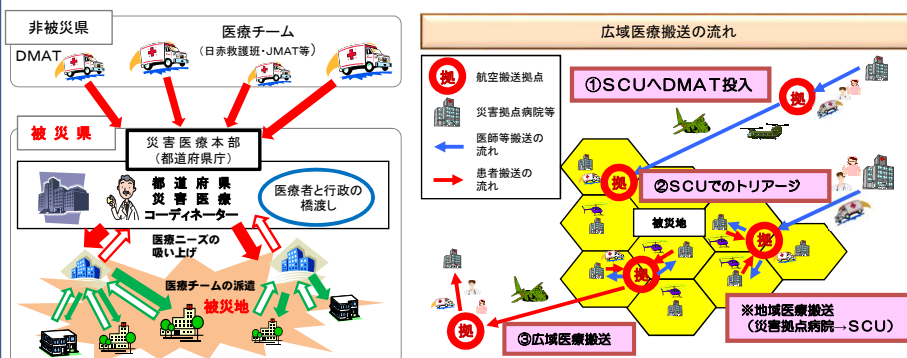 非被災県
DMAT
医療チーム
(日赤救護班・JMAT等)
被災県
災害医療本部
(都道府県庁)
都道府県
災害医療
コーディネーター
医療者と行政の
橋渡し
医療ニーズの
吸い上げ
医療チームの派遣
被災地
広域医療搬送の流れ
拠
航空搬送拠点
災害拠点病院等
医師等搬送の
流れ
患者搬送の
流れ
①SCUへDMAT投入
拠
拠
②SCUでのトリアージ
被災地
拠
拠
拠
③広域医療搬送
※地域医療搬送
(災害拠点病院→SCU)